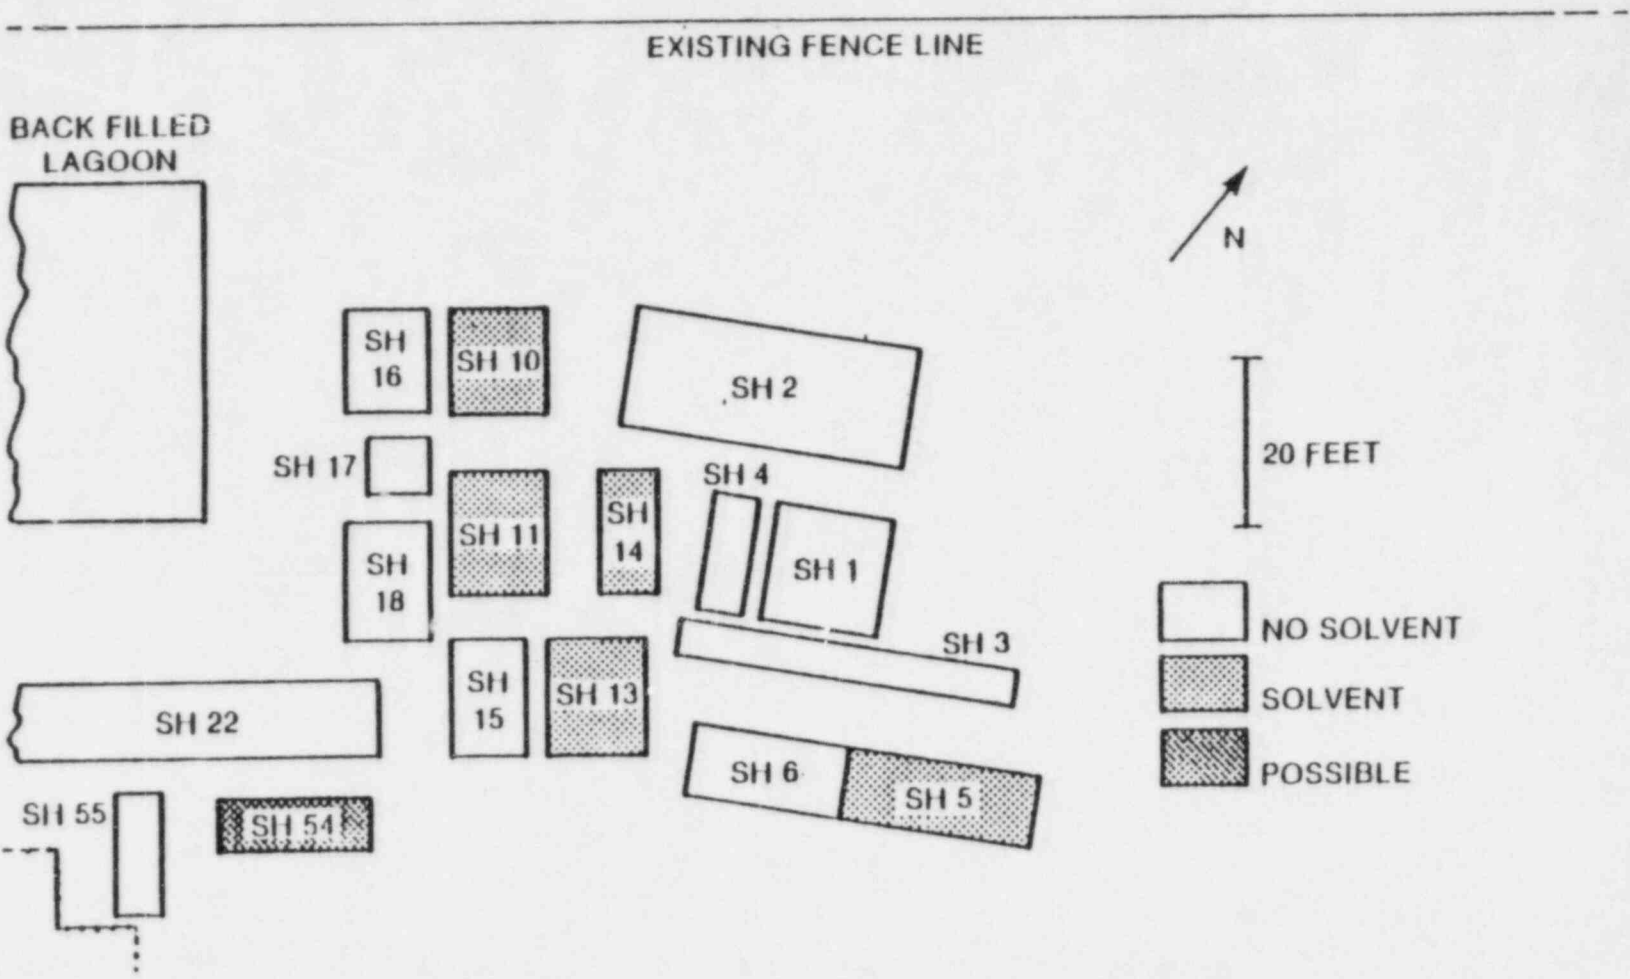 EXISTING FENCE LINE
BACK FILLED
LAGOON
N
SH
16
SH 10
SH 2
SH 17
SH 4
20 FEET
SH 11
SH
14
SH 1
SH
18
NO SOLVENT
SH 3
SH
15
SH 13
SOLVENT
SH 22
SH 6
SH 5
POSSIBLE
SH 55
SH 54